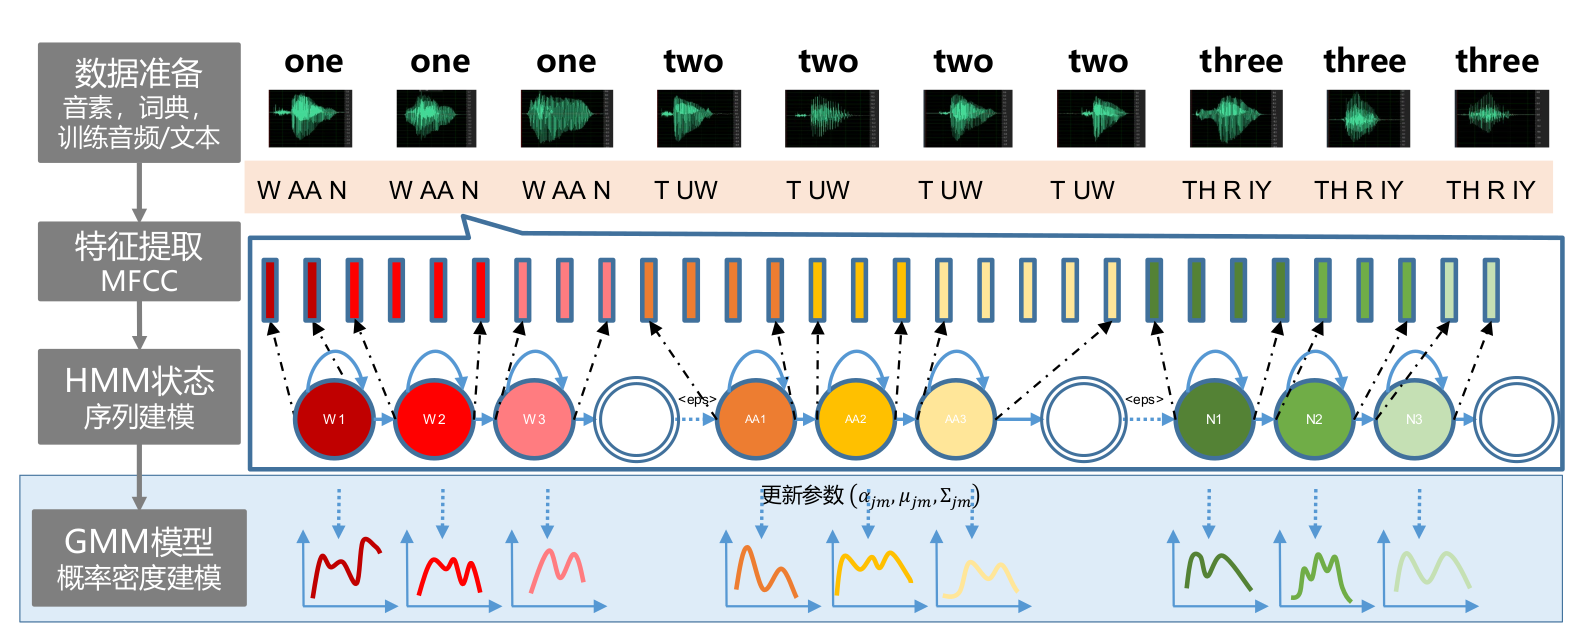 数据准备
音素，词典，
训练音频/文本
one one one two two two two three three three
W AA N W AA N W AA N T UW T UW T UW T UW TH R IY TH R IY TH R IY
特征提取
MFCC
HMM状态
序列建模
<eps> <eps>
W1 W2 W3 AA1 AA2 AA3 N1 N2 N3
更新参数 (α_jm, μ_jm, Σ_jm)
GMM模型
概率密度建模